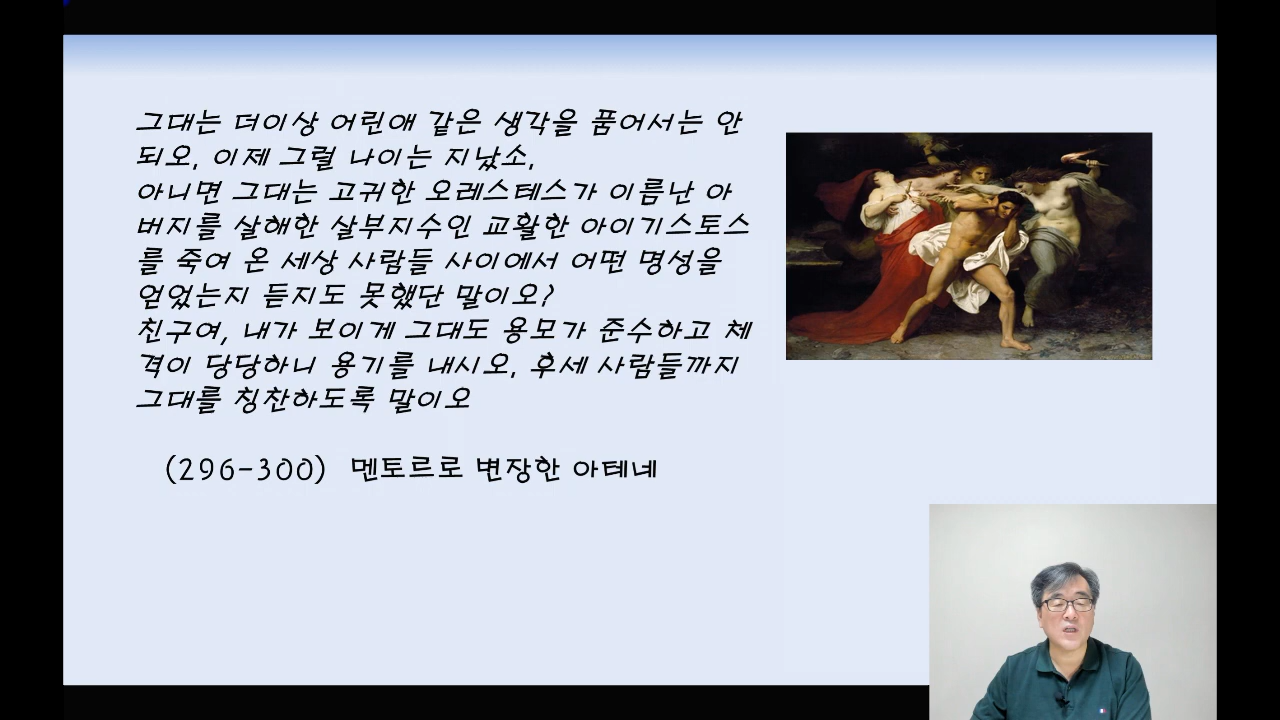 그대는 더이상 어린애 같은 생각을 품어서는 안
되오. 이제 그럴 나이는 지났소.
아니면 그대는 고귀한 오레스테스가 이름난 아
버지를 살해한 살부지수인 교활한 아이기스토스
를 죽여 온 세상 사람들 사이에서 어떤 명성을
얻었는지 듣지도 못했단 말이오?
친구여, 내가 보이게 그대도 용모가 준수하고 체
격이 당당하니 용기를 내시오. 후세 사람들까지
그대를 칭찬하도록 말이오
(296-300) 멘토르로 변장한 아테네